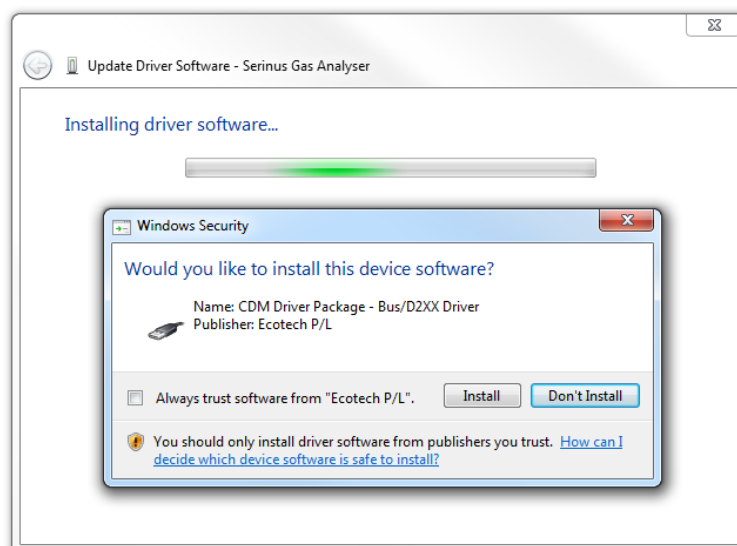 Update Driver Software - Serinus Gas Analyser
Installing driver software...
Windows Security
Would you like to install this device software?
Name: CDM Driver Package - Bus/D2XX Driver
Publisher: Ecotech P/L
Always trust software from "Ecotech P/L".
Install
Don't Install
You should only install driver software from publishers you trust. How can I
decide which device software is safe to install?